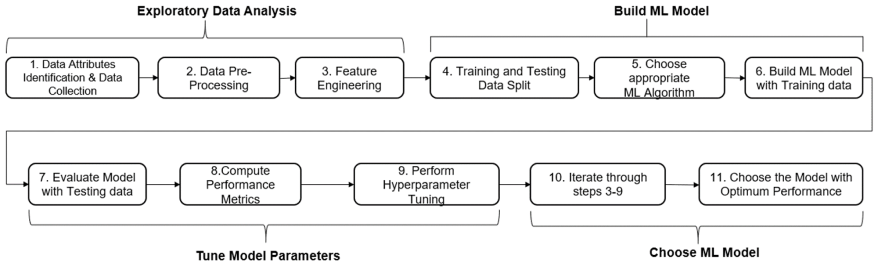 Exploratory Data Analysis
Build ML Model
1. Data Attributes
Identification & Data
Collection
2. Data Pre-
Processing
3. Feature
Engineering
4. Training and Testing
Data Split
5. Choose
appropriate
ML Algorithm
6. Build ML Model
with Training data
7. Evaluate Model
with Testing data
8.Compute
Performance
Metrics
9. Perform
Hyperparameter
Tuning
10. Iterate through
steps 3-9
11. Choose the Model with
Optimum Performance
Tune Model Parameters
Choose ML Model